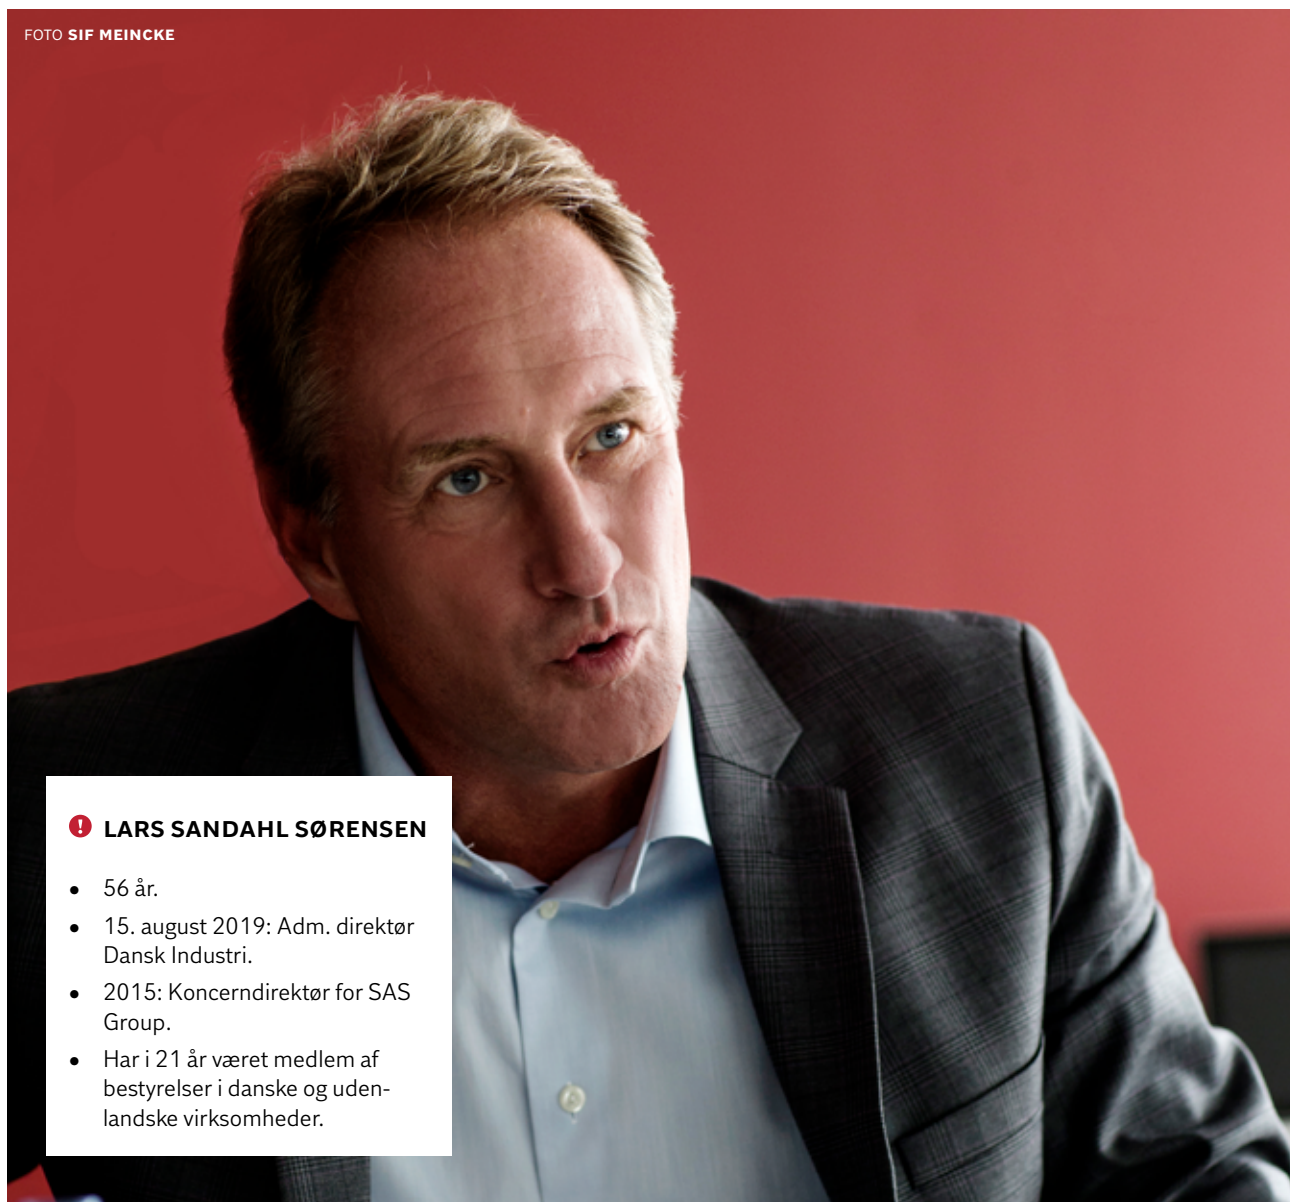 FOTO SIF MEINCKE
LARS SANDAHL SØRENSEN
• 56 år.
• 15. august 2019: Adm. direktør
Dansk Industri.
• 2015: Koncerndirektør for SAS
Group.
• Har i 21 år været medlem af
bestyrelser i danske og uden-
landske virksomheder.